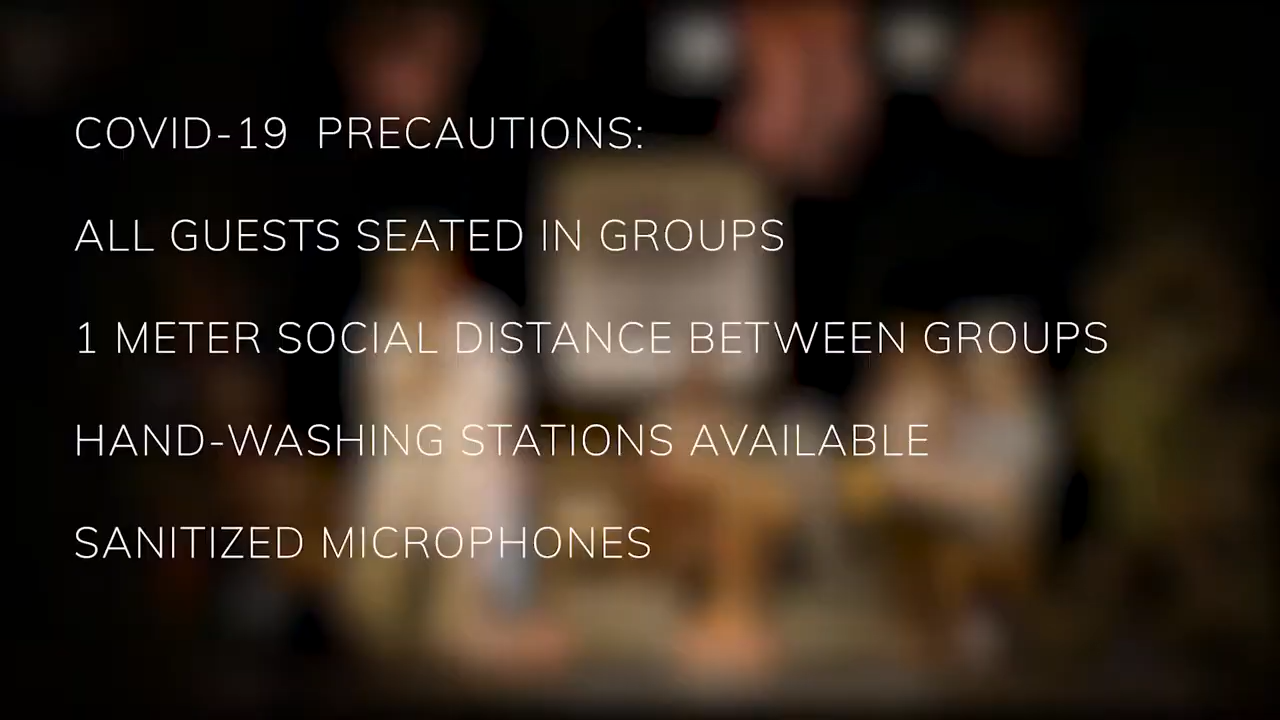 COVID-19 PRECAUTIONS:
ALL GUESTS SEATED IN GROUPS
1 METER SOCIAL DISTANCE BETWEEN GROUPS
HAND-WASHING STATIONS AVAILABLE
SANITIZED MICROPHONES